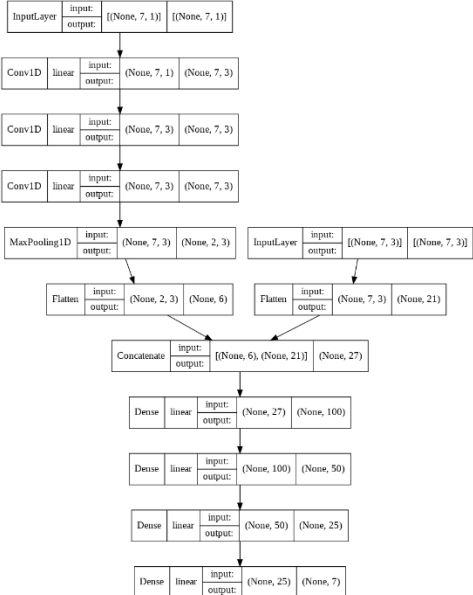 InputLayer input: output: [(None, 7, 1)] [(None, 7, 1)]
Conv1D linear input: output: (None, 7, 1) (None, 7, 3)
Conv1D linear input: output: (None, 7, 3) (None, 7, 3)
Conv1D linear input: output: (None, 7, 3) (None, 7, 3)
MaxPooling1D input: output: (None, 7, 3) (None, 2, 3)
InputLayer input: output: [(None, 7, 3)] [(None, 7, 3)]
Flatten input: output: (None, 2, 3) (None, 6)
Flatten input: output: (None, 7, 3) (None, 21)
Concatenate input: output: [(None, 6), (None, 21)] (None, 27)
Dense linear input: output: (None, 27) (None, 100)
Dense linear input: output: (None, 100) (None, 50)
Dense linear input: output: (None, 50) (None, 25)
Dense linear input: output: (None, 25) (None, 7)